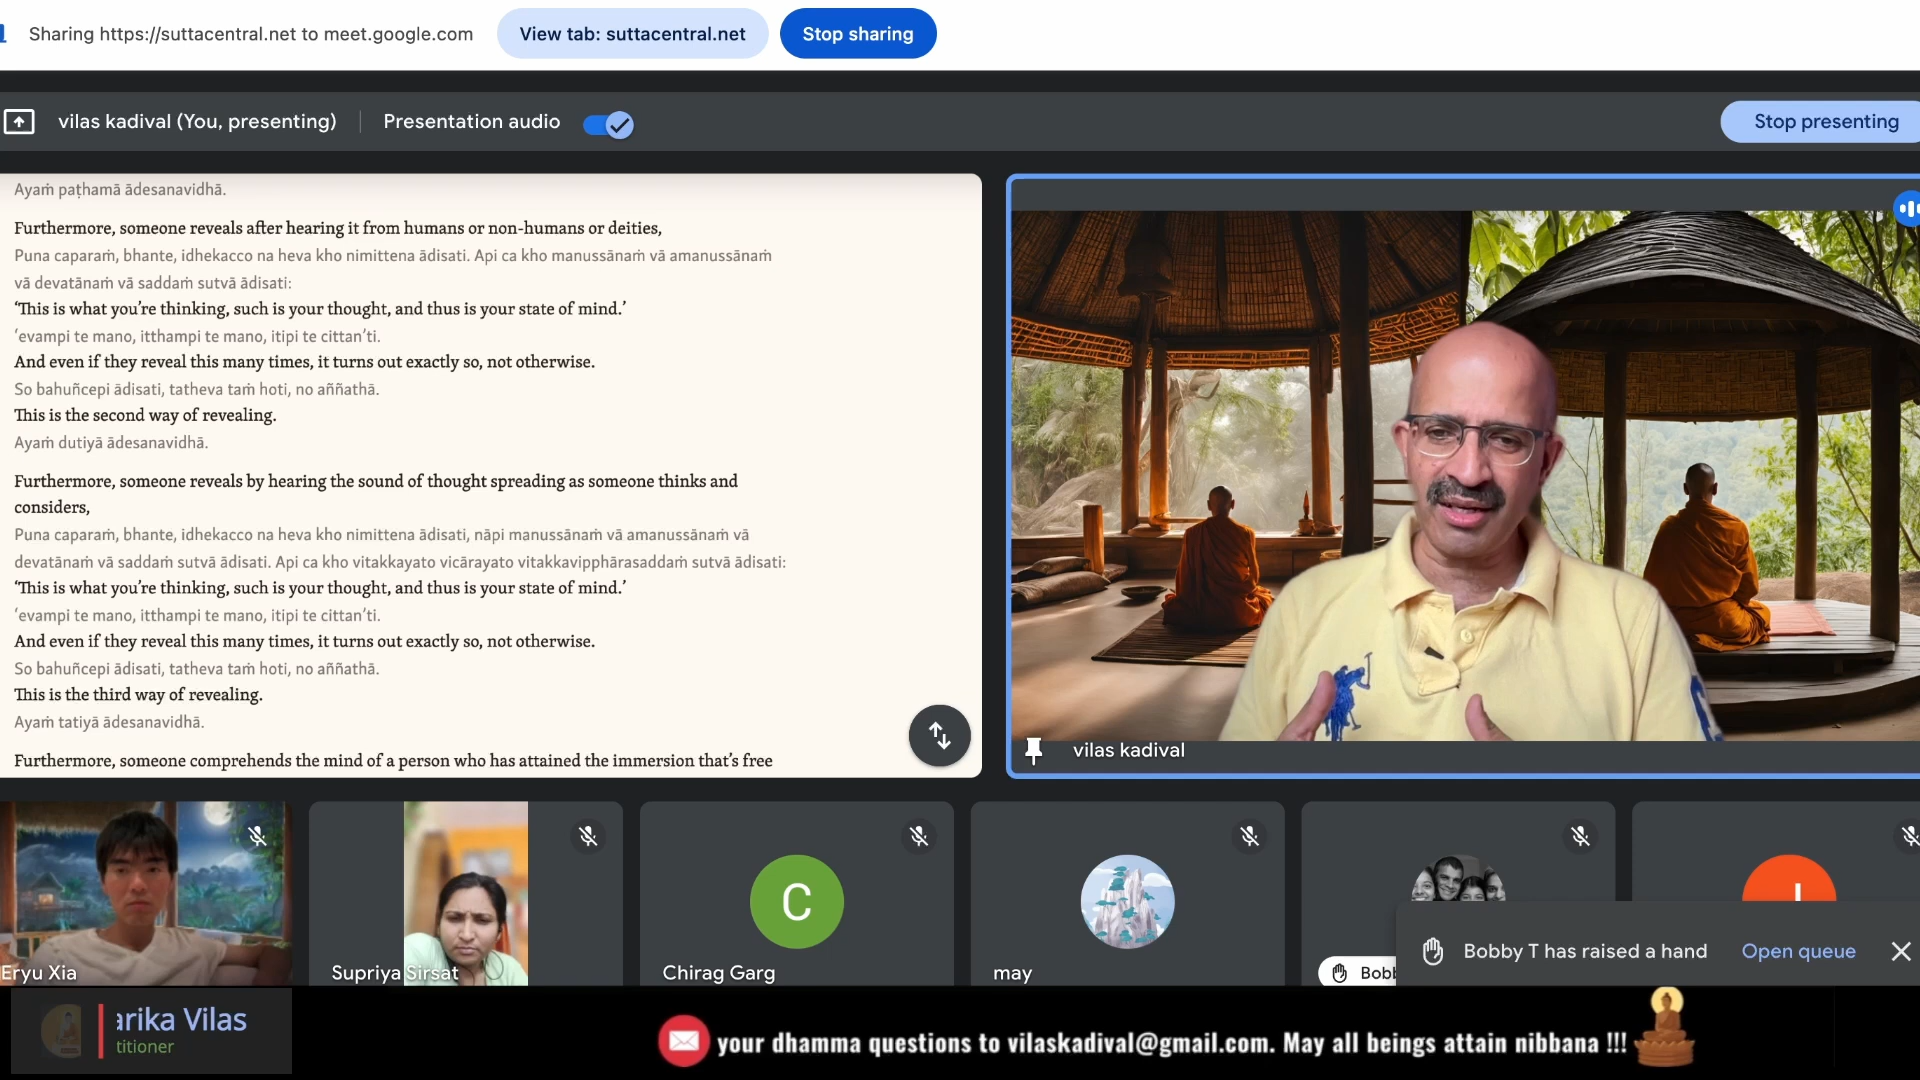 Sharing https://suttacentral.net to meet.google.com
View tab: suttacentral.net
Stop sharing
vilas kadival (You, presenting)
Presentation audio
Stop presenting
Ayaṁ paṭhamā ādesanavidhā.
Furthermore, someone reveals after hearing it from humans or non-humans or deities,
Puna caparaṁ, bhante, idhekacco na heva kho nimittena ādisati. Api ca kho manussānaṁ vā amanussānaṁ
vā devatānaṁ vā saddaṁ sutvā ādisati:
‘This is what you’re thinking, such is your thought, and thus is your state of mind.’
‘evampi te mano, itthampi te mano, itipi te cittan’ti.
And even if they reveal this many times, it turns out exactly so, not otherwise.
So bahuñcepi ādisati, tatheva taṁ hoti, no aññathā.
This is the second way of revealing.
Ayaṁ dutiyā ādesanavidhā.
Furthermore, someone reveals by hearing the sound of thought spreading as someone thinks and
considers,
Puna caparaṁ, bhante, idhekacco na heva kho nimittena ādisati, nāpi manussānaṁ vā amanussānaṁ vā
devatānaṁ vā saddaṁ sutvā ādisati. Api ca kho vitakkayato vicārayato vitakkavipphārasaddaṁ sutvā ādisati:
‘This is what you’re thinking, such is your thought, and thus is your state of mind.’
‘evampi te mano, itthampi te mano, itipi te cittan’ti.
And even if they reveal this many times, it turns out exactly so, not otherwise.
So bahuñcepi ādisati, tatheva taṁ hoti, no aññathā.
This is the third way of revealing.
Ayaṁ tatiyā ādesanavidhā.
Furthermore, someone comprehends the mind of a person who has attained the immersion that’s free
vilas kadival
Eryu Xia
Supriya Sirsat
C
Chirag Garg
may
Bobb
Bobby T has raised a hand
Open queue
arika Vilas
titioner
your dhamma questions to vilaskadival@gmail.com. May all beings attain nibbana !!!